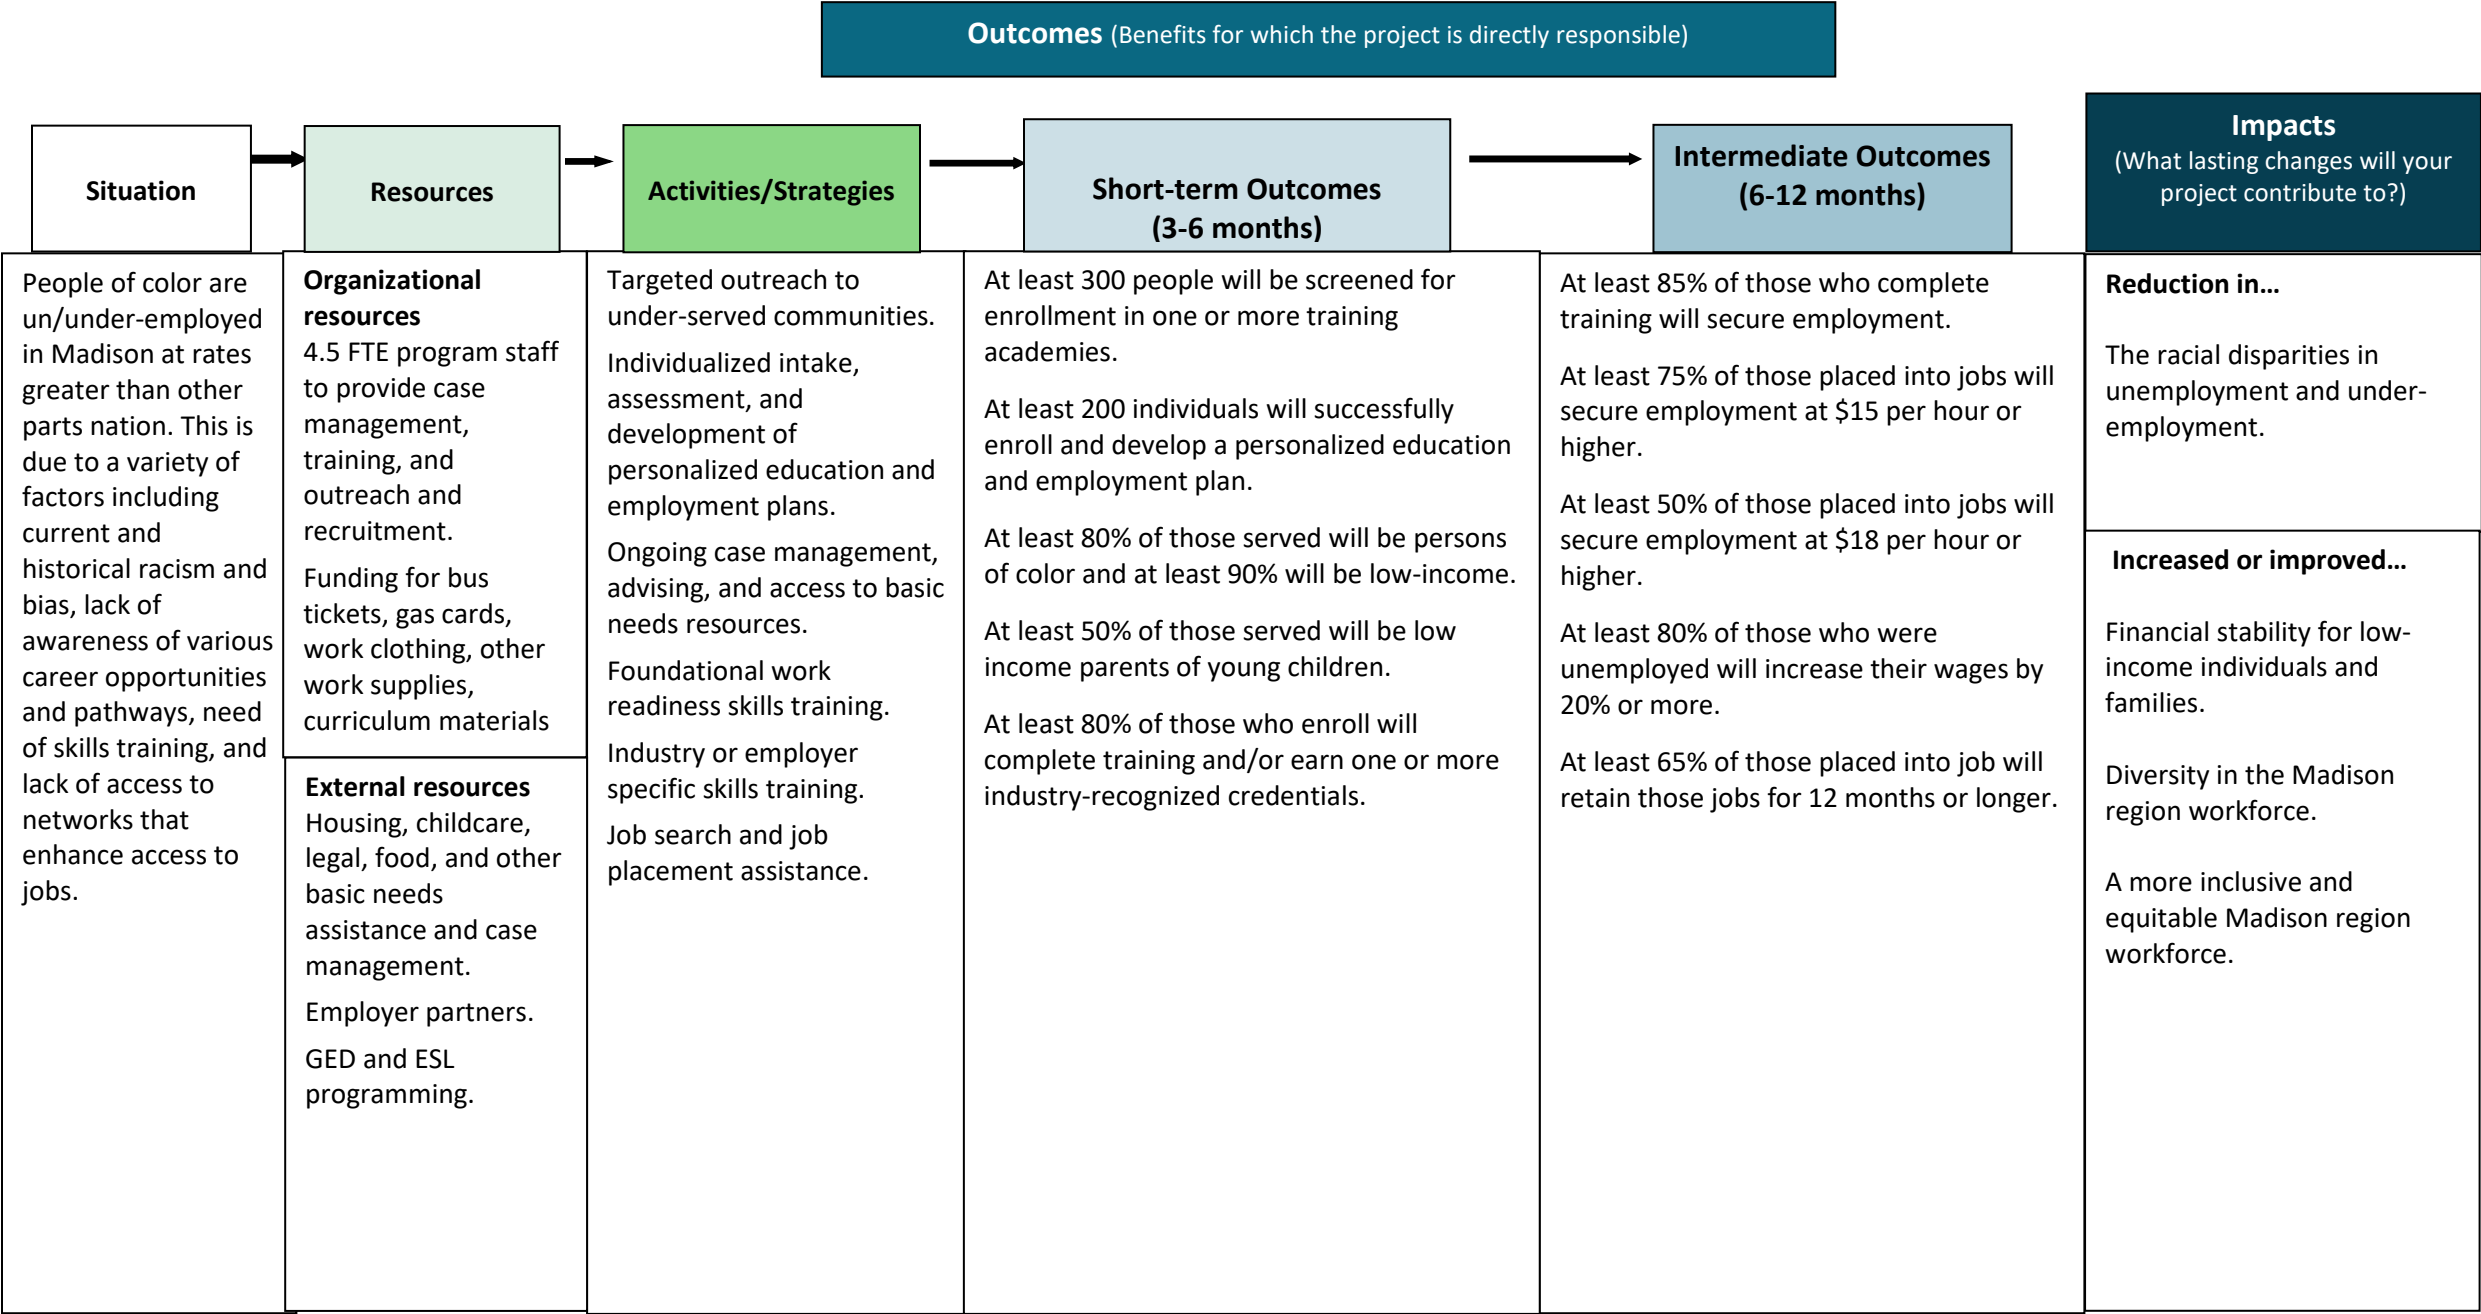 Outcomes (Benefits for which the project is directly responsible)
Situation
People of color are
un/under-employed
in Madison at rates
greater than other
parts nation. This is
due to a variety of
factors including
current and
historical racism and
bias, lack of
awareness of various
career opportunities
and pathways, need
of skills training, and
lack of access to
networks that
enhance access to
jobs.
Resources
Organizational
resources
4.5 FTE program staff
to provide case
management,
training, and
outreach and
recruitment.
Funding for bus
tickets, gas cards,
work clothing, other
work supplies,
curriculum materials
External resources
Housing, childcare,
legal, food, and other
basic needs
assistance and case
management.
Employer partners.
GED and ESL
programming.
Activities/Strategies
Targeted outreach to
under-served communities.
Individualized intake,
assessment, and
development of
personalized education and
employment plans.
Ongoing case management,
advising, and access to basic
needs resources.
Foundational work
readiness skills training.
Industry or employer
specific skills training.
Job search and job
placement assistance.
Short-term Outcomes
(3-6 months)
At least 300 people will be screened for
enrollment in one or more training
academies.
At least 200 individuals will successfully
enroll and develop a personalized education
and employment plan.
At least 80% of those served will be persons
of color and at least 90% will be low-income.
At least 50% of those served will be low
income parents of young children.
At least 80% of those who enroll will
complete training and/or earn one or more
industry-recognized credentials.
Intermediate Outcomes
(6-12 months)
At least 85% of those who complete
training will secure employment.
At least 75% of those placed into jobs will
secure employment at $15 per hour or
higher.
At least 50% of those placed into jobs will
secure employment at $18 per hour or
higher.
At least 80% of those who were
unemployed will increase their wages by
20% or more.
At least 65% of those placed into job will
retain those jobs for 12 months or longer.
Impacts
(What lasting changes will your
project contribute to?)
Reduction in…
The racial disparities in
unemployment and under-
employment.
Increased or improved…
Financial stability for low-
income individuals and
families.
Diversity in the Madison
region workforce.
A more inclusive and
equitable Madison region
workforce.